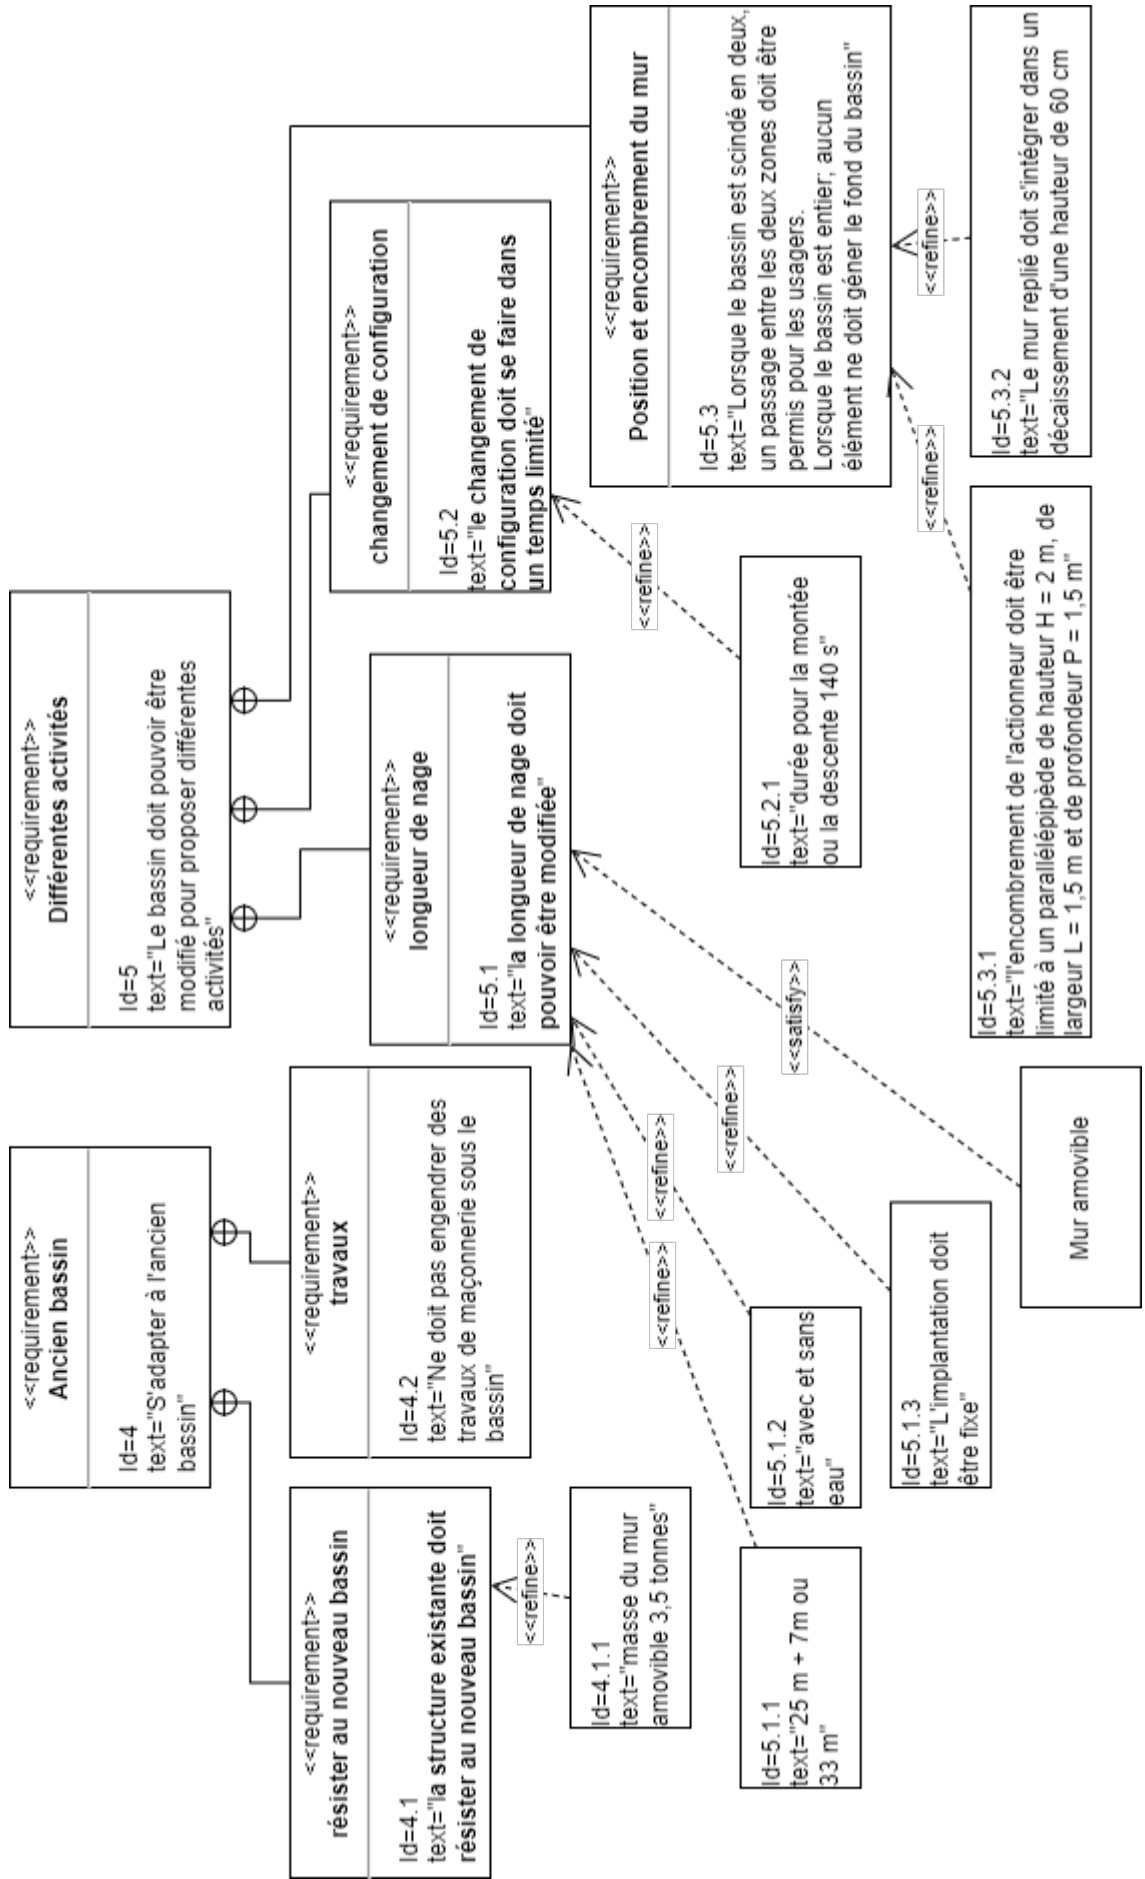 <<requirement>>
Ancien bassin
Id=4
text="S'adapter à l'ancien
bassin"
<<requirement>>
Différentes activités
Id=5
text="Le bassin doit pouvoir être
modifié pour proposer différentes
activités"
<<requirement>>
résister au nouveau bassin
Id=4.1
text="la structure existante doit
résister au nouveau bassin"
<<requirement>>
travaux
Id=4.2
text="Ne doit pas engendrer des
travaux de maçonnerie sous le
bassin"
<<requirement>>
longueur de nage
Id=5.1
text="la longueur de nage doit
pouvoir être modifiée"
<<requirement>>
changement de configuration
Id=5.2
text="le changement de
configuration doit se faire dans
un temps limité"
<<requirement>>
Position et encombrement du mur
Id=5.3
text="Lorsque le bassin est scindé en deux,
un passage entre les deux zones doit être
permis pour les usagers.
Lorsque le bassin est entier, aucun
élément ne doit géner le fond du bassin"
<<refine>>
Id=4.1.1
text="masse du mur
amovible 3,5 tonnes"
<<refine>>
<<refine>>
<<refine>>
<<satisfy>>
<<refine>>
<<refine>>
<<refine>>
Id=5.1.1
text="25 m + 7m ou
33 m"
Id=5.1.2
text="avec et sans
eau"
Id=5.1.3
text="L'implantation doit
être fixe"
Mur amovible
Id=5.2.1
text="durée pour la montée
ou la descente 140 s"
Id=5.3.1
text="l'encombrement de l'actionneur doit être
limité à un parallélépipède de hauteur H = 2 m, de
largeur L = 1,5 m et de profondeur P = 1,5 m"
Id=5.3.2
text="Le mur replié doit s'intégrer dans un
décaissement d'une hauteur de 60 cm